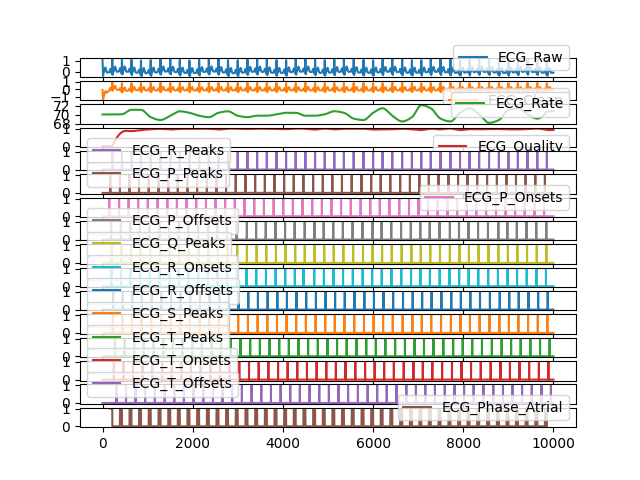 1
0
ECG_Raw
0
−1
72
70
68
ECG_Rate
1
0
ECG_Quality
1
0
ECG_R_Peaks
1
0
ECG_P_Peaks
1
0
ECG_P_Onsets
1
0
ECG_P_Offsets
1
0
ECG_Q_Peaks
1
0
ECG_R_Onsets
1
0
ECG_R_Offsets
1
0
ECG_S_Peaks
1
0
ECG_T_Peaks
1
0
ECG_T_Onsets
1
0
ECG_T_Offsets
1
0
ECG_Phase_Atrial
0 2000 4000 6000 8000 10000